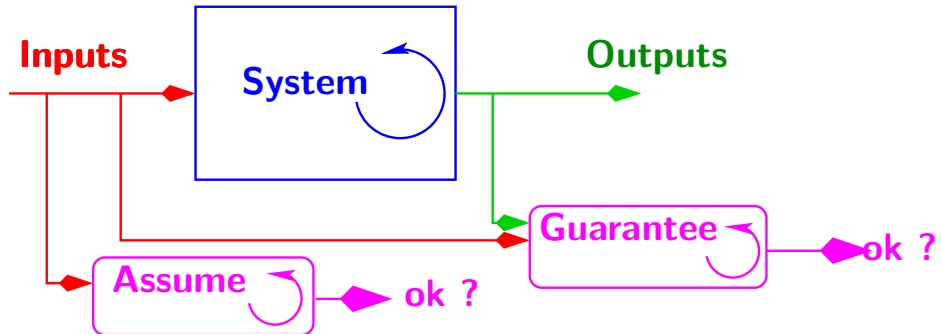 Inputs
Outputs
System
Guarantee
ok ?
Assume
ok ?